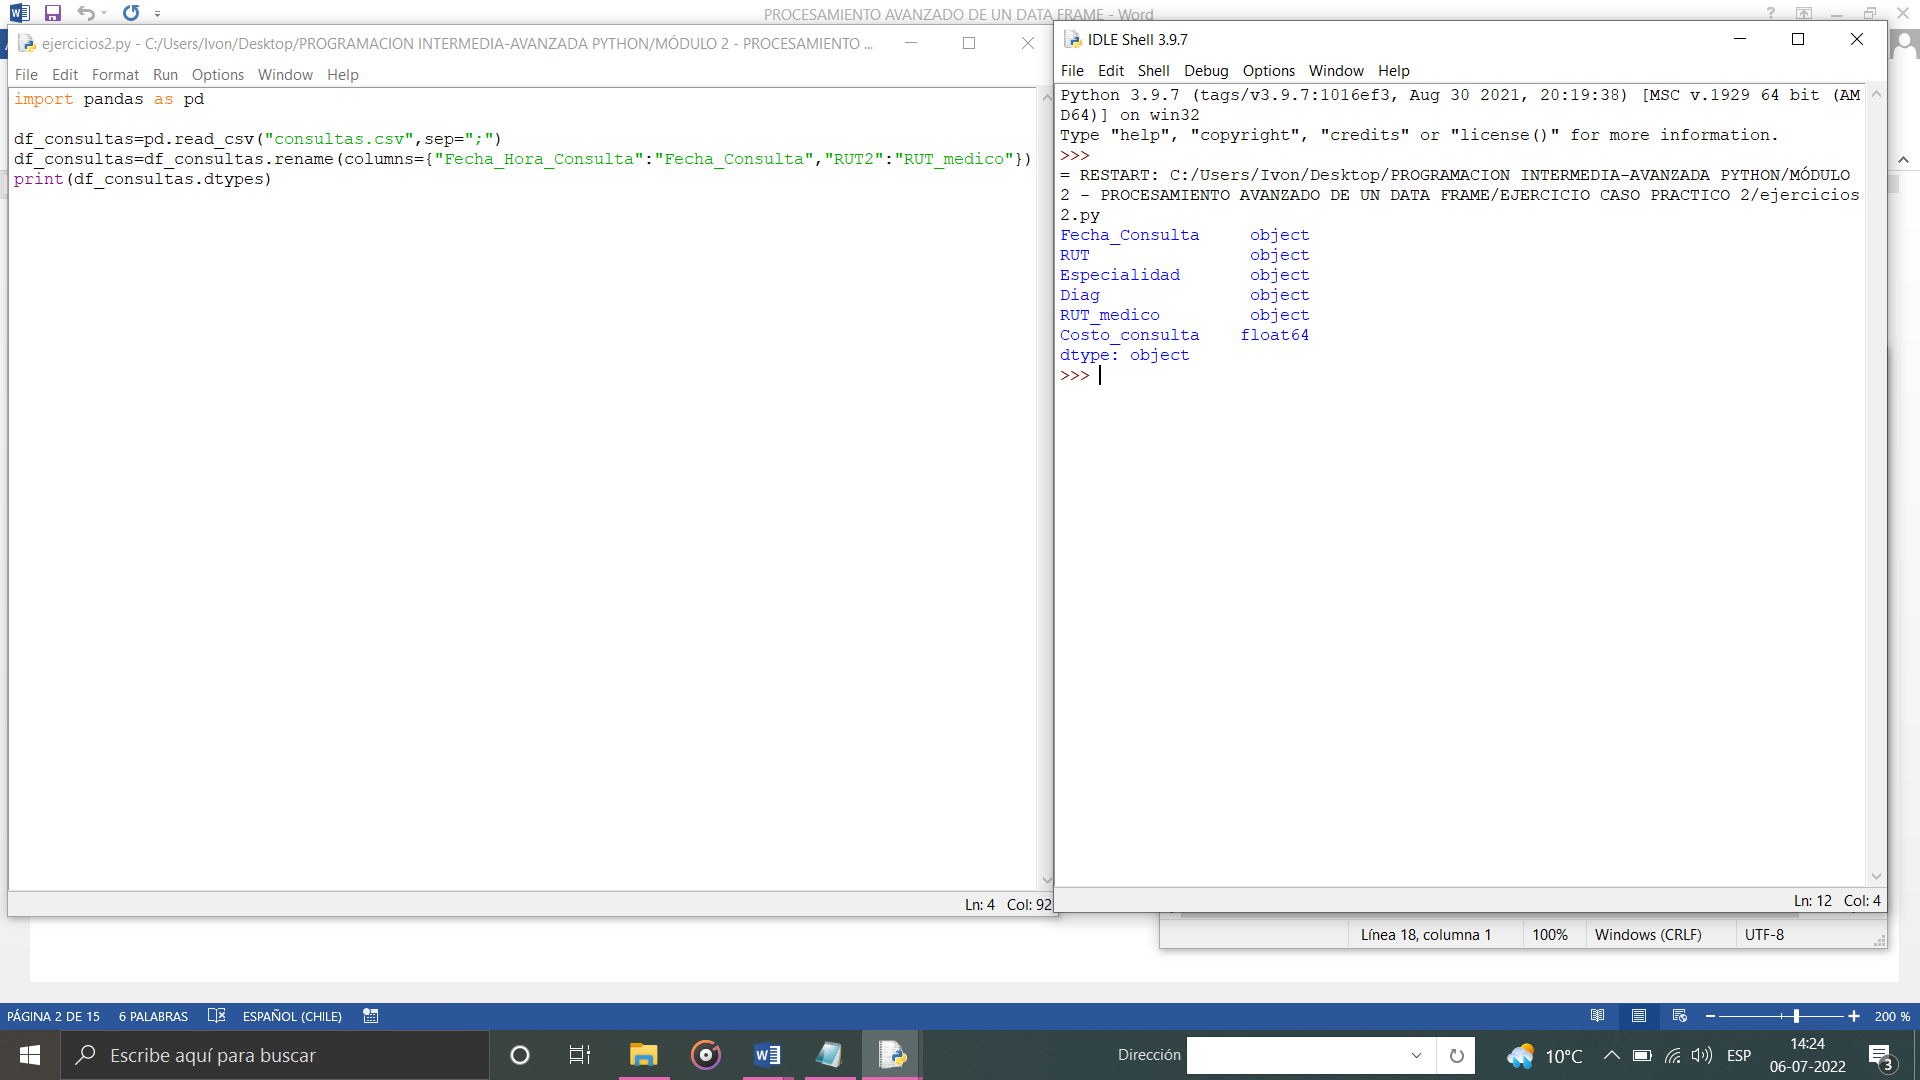 PROCESAMIENTO AVANZADO DE UN DATA FRAME - Word
ejercicios2.py - C:/Users/Ivon/Desktop/PROGRAMACION INTERMEDIA-AVANZADA PYTHON/MÓDULO 2 - PROCESAMIENTO ...
File Edit Format Run Options Window Help
import pandas as pd
df_consultas=pd.read_csv("consultas.csv",sep=";")
df_consultas=df_consultas.rename(columns={"Fecha_Hora_Consulta":"Fecha_Consulta","RUT2":"RUT_medico"})
print(df_consultas.dtypes)
Ln: 4 Col: 92
IDLE Shell 3.9.7
File Edit Shell Debug Options Window Help
Python 3.9.7 (tags/v3.9.7:1016ef3, Aug 30 2021, 20:19:38) [MSC v.1929 64 bit (AM
D64)] on win32
Type "help", "copyright", "credits" or "license()" for more information.
>>>
= RESTART: C:/Users/Ivon/Desktop/PROGRAMACION INTERMEDIA-AVANZADA PYTHON/MÓDULO
2 - PROCESAMIENTO AVANZADO DE UN DATA FRAME/EJERCICIO CASO PRACTICO 2/ejercicios
2.py
Fecha_Consulta object
RUT object
Especialidad object
Diag object
RUT_medico object
Costo_consulta float64
dtype: object
>>>
Ln: 12 Col: 4
Línea 18, columna 1 100% Windows (CRLF) UTF-8
PÁGINA 2 DE 15 6 PALABRAS ESPAÑOL (CHILE) 200 %
Escribe aquí para buscar
Dirección
10°C
ESP
14:24
06-07-2022
3